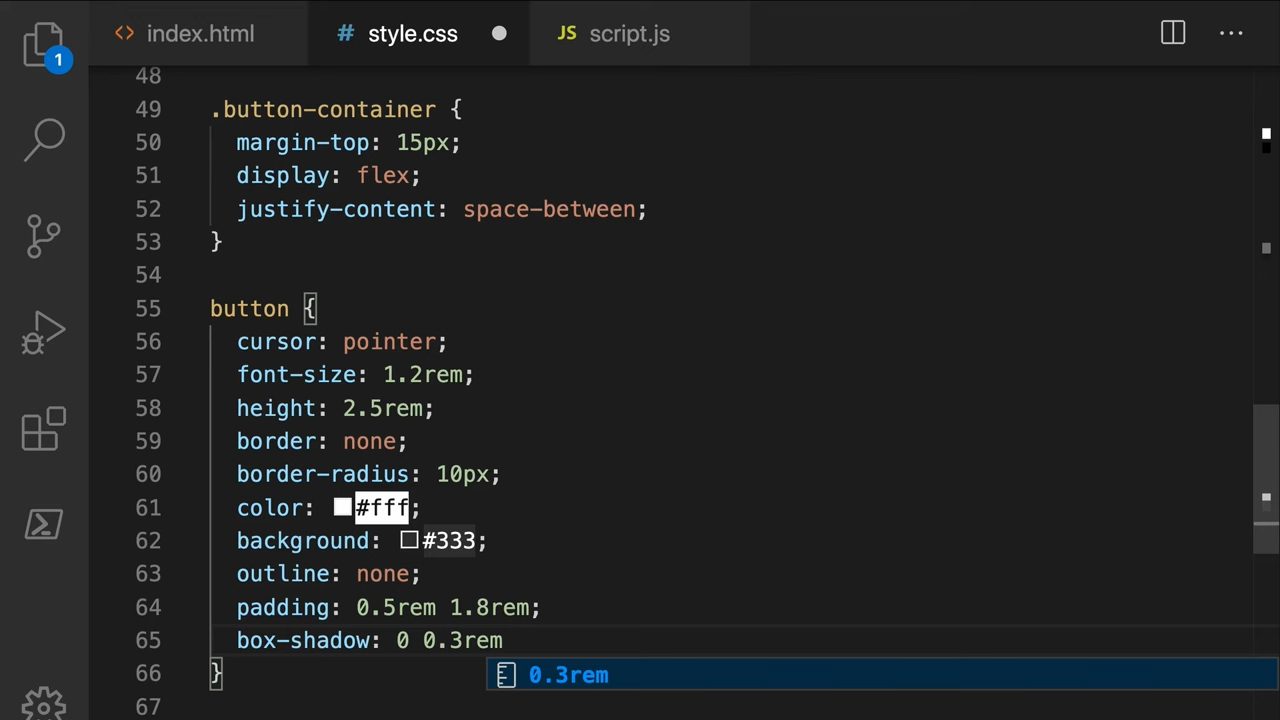 index.html
style.css
JS script.js
1
48
49 .button-container {
50 margin-top: 15px;
51 display: flex;
52 justify-content: space-between;
53 }
54
55 button {
56 cursor: pointer;
57 font-size: 1.2rem;
58 height: 2.5rem;
59 border: none;
60 border-radius: 10px;
61 color: #fff;
62 background: #333;
63 outline: none;
64 padding: 0.5rem 1.8rem;
65 box-shadow: 0 0.3rem
66 }
0.3rem
67